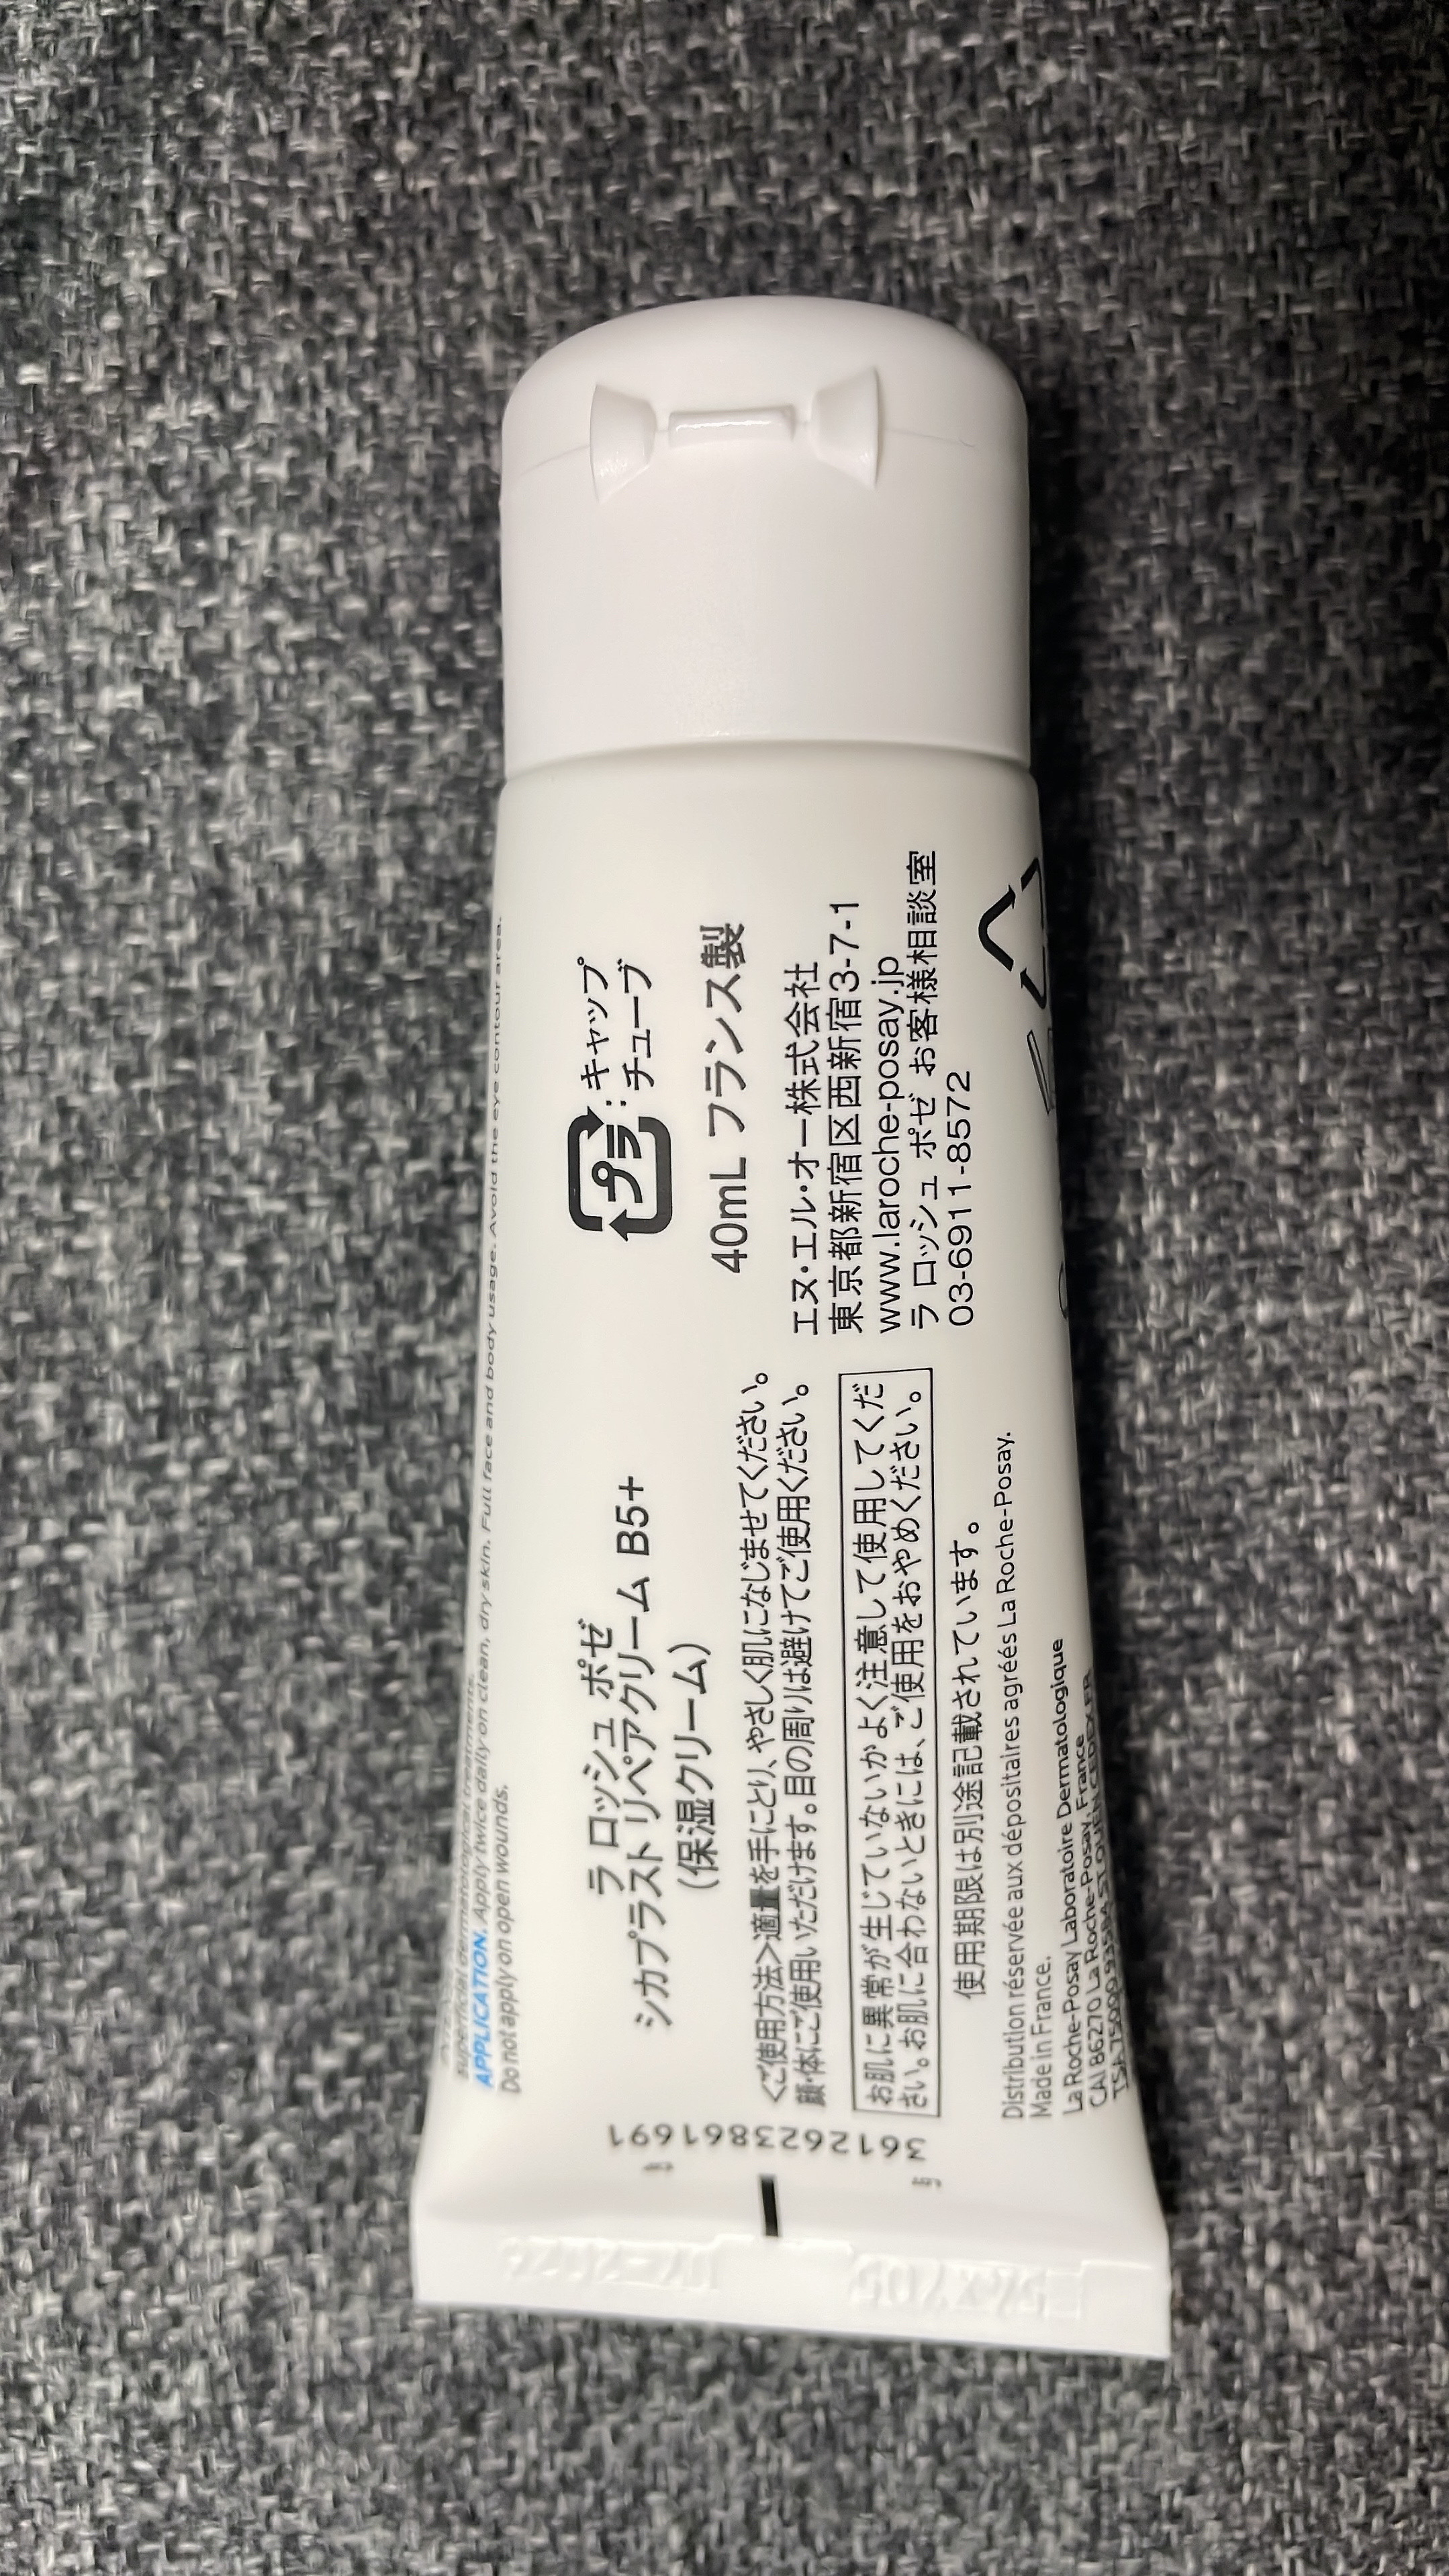 superficial dermatological treatments.
APPLICATION. Apply twice daily on clean, dry skin. Full face and body usage. Avoid the eye contour area.
Do not apply on open wounds.
ラ ロッシュ ポゼ
シカプラスト リペアクリーム B5+
(保湿クリーム)
プラ : キャップ
チューブ
40mL フランス製
<ご使用方法>適量を手にとり、やさしく肌になじませてください。
顔・体にご使用いただけます。目の周りは避けてご使用ください。
お肌に異常が生じていないかよく注意して使用してくだ
さい。お肌に合わないときには、ご使用をおやめください。
使用期限は別途記載されています。
エヌ・エル・オー株式会社
東京都新宿区西新宿3-7-1
www.laroche-posay.jp
ラ ロッシュ ポゼ お客様相談室
03-6911-8572
Distribution réservée aux dépositaires agréés La Roche-Posay.
Made in France.
La Roche-Posay Laboratoire Dermatologique
CAI 86270 La Roche-Posay, France
TSA 75000 93584 ST OUEN CEDEX FR
3612623861691